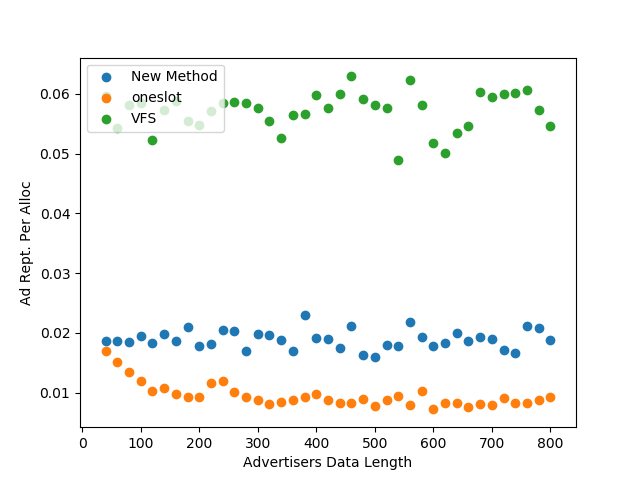 New Method
oneslot
VFS
0.06
0.05
0.04
0.03
0.02
0.01
Ad Rept. Per Alloc
0 100 200 300 400 500 600 700 800
Advertisers Data Length